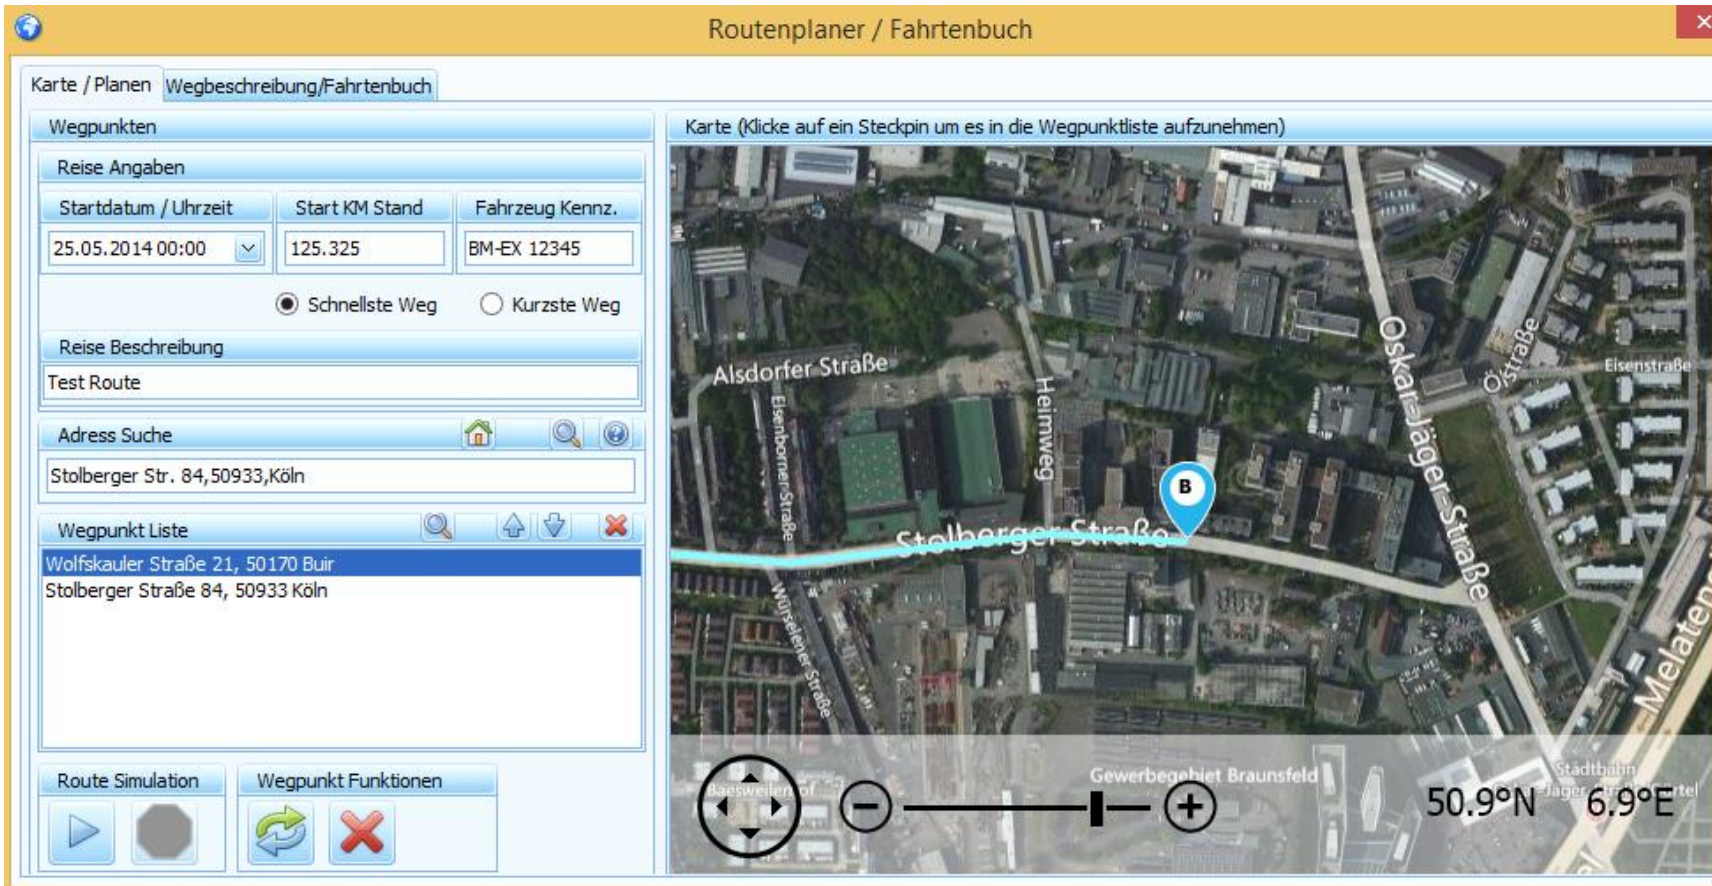 Routenplaner / Fahrtenbuch
Karte / Planen
Wegbeschreibung/Fahrtenbuch
Wegpunkten
Reise Angaben
Startdatum / Uhrzeit
Start KM Stand
Fahrzeug Kennz.
25.05.2014 00:00
125.325
BM-EX 12345
Schnellste Weg
Kurzste Weg
Reise Beschreibung
Test Route
Adress Suche
Stolberger Str. 84,50933,Köln
Wegpunkt Liste
Wolfskauler Straße 21, 50170 Buir
Stolberger Straße 84, 50933 Köln
Route Simulation
Wegpunkt Funktionen
Karte (Klicke auf ein Steckpin um es in die Wegpunktliste aufzunehmen)
Alsdorfer Straße
Elsenborner Straße
Heimweg
Oskar-Jäger-Straße
Eisenstraße
B
Stolberger Straße
Würselener Straße
Gewerbegebiet Braunsfeld
Stadtbahn
50.9°N
6.9°E